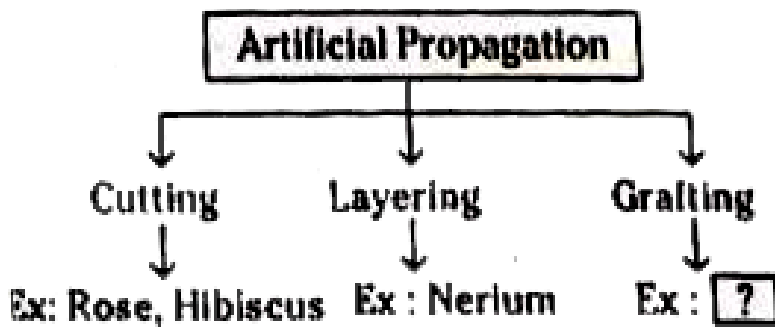 Artificial Propagation
Cutting Layering Grafting
Ex: Rose, Hibiscus Ex : Nerium Ex : ?